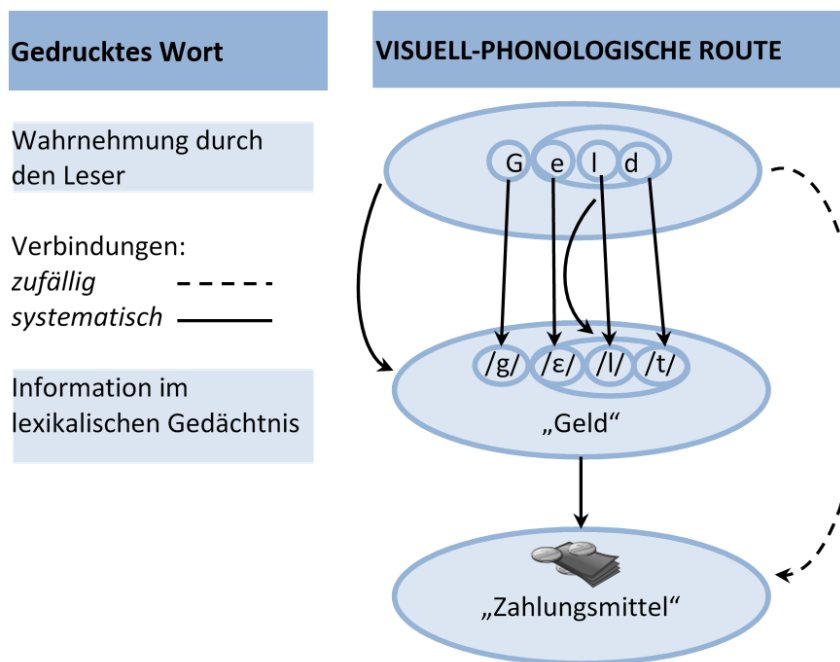 Gedrucktes Wort
VISUELL-PHONOLOGISCHE ROUTE
Wahrnehmung durch
den Leser
G e l d
Verbindungen:
zufällig
systematisch
/g/ /ɛ/ /l/ /t/
„Geld“
Information im
lexikalischen Gedächtnis
„Zahlungsmittel“